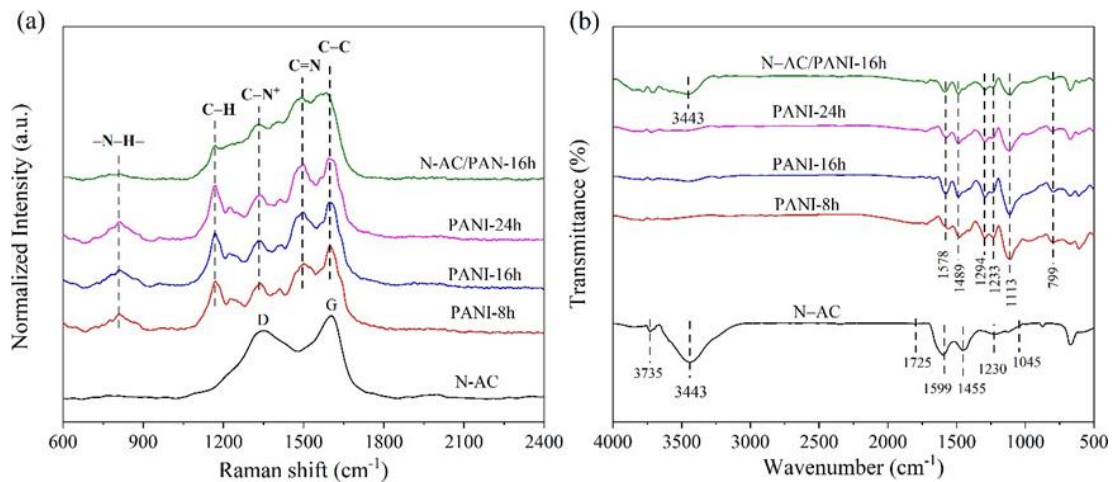 (a)
Normalized Intensity (a.u.)
–N–H–
C–H
C–N⁺
C=N
C–C
N-AC/PAN-16h
PANI-24h
PANI-16h
PANI-8h
D
G
N-AC
600 900 1200 1500 1800 2100 2400
Raman shift (cm⁻¹)
(b)
Transmittance (%)
N–AC/PANI-16h
3443
PANI-24h
PANI-16h
PANI-8h
1578
1489
1294
1233
1113
799
N–AC
3735
3443
1725
1599
1455
1230
1045
4000 3500 3000 2500 2000 1500 1000 500
Wavenumber (cm⁻¹)